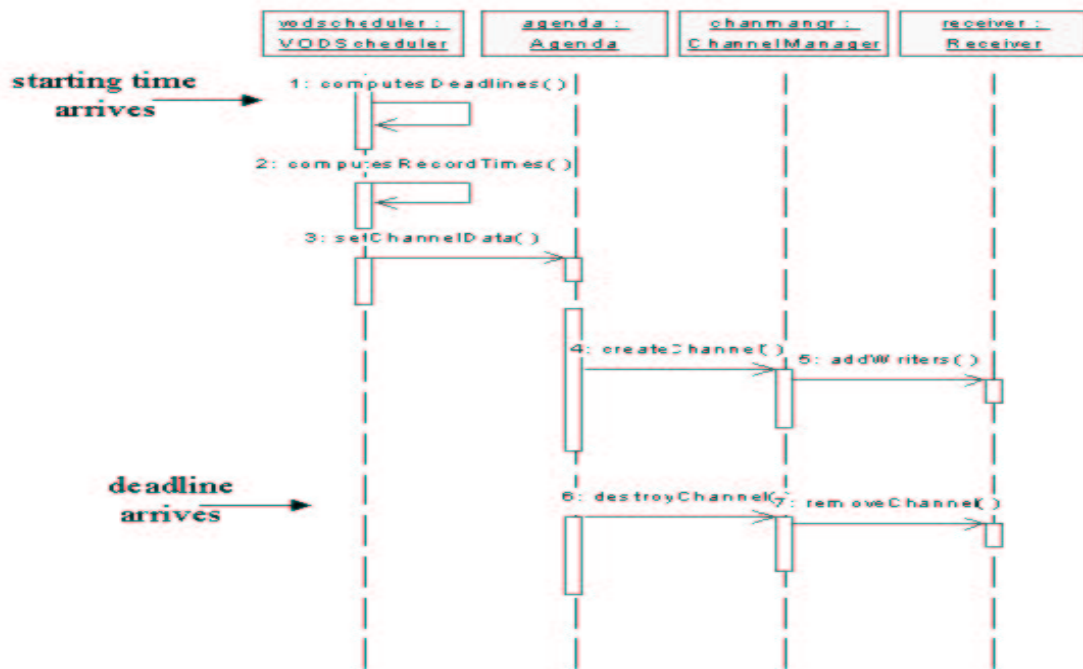 vodscheduler :
VODScheduler
agenda :
Agenda
chanmangr :
ChannelManager
receiver :
Receiver
starting time
arrives
1: computesDeadlines()
2: computesRecordTimes()
3: setChannelData()
4: createChannel()
5: addWriters()
deadline
arrives
6: destroyChannel()
7: removeChannel()